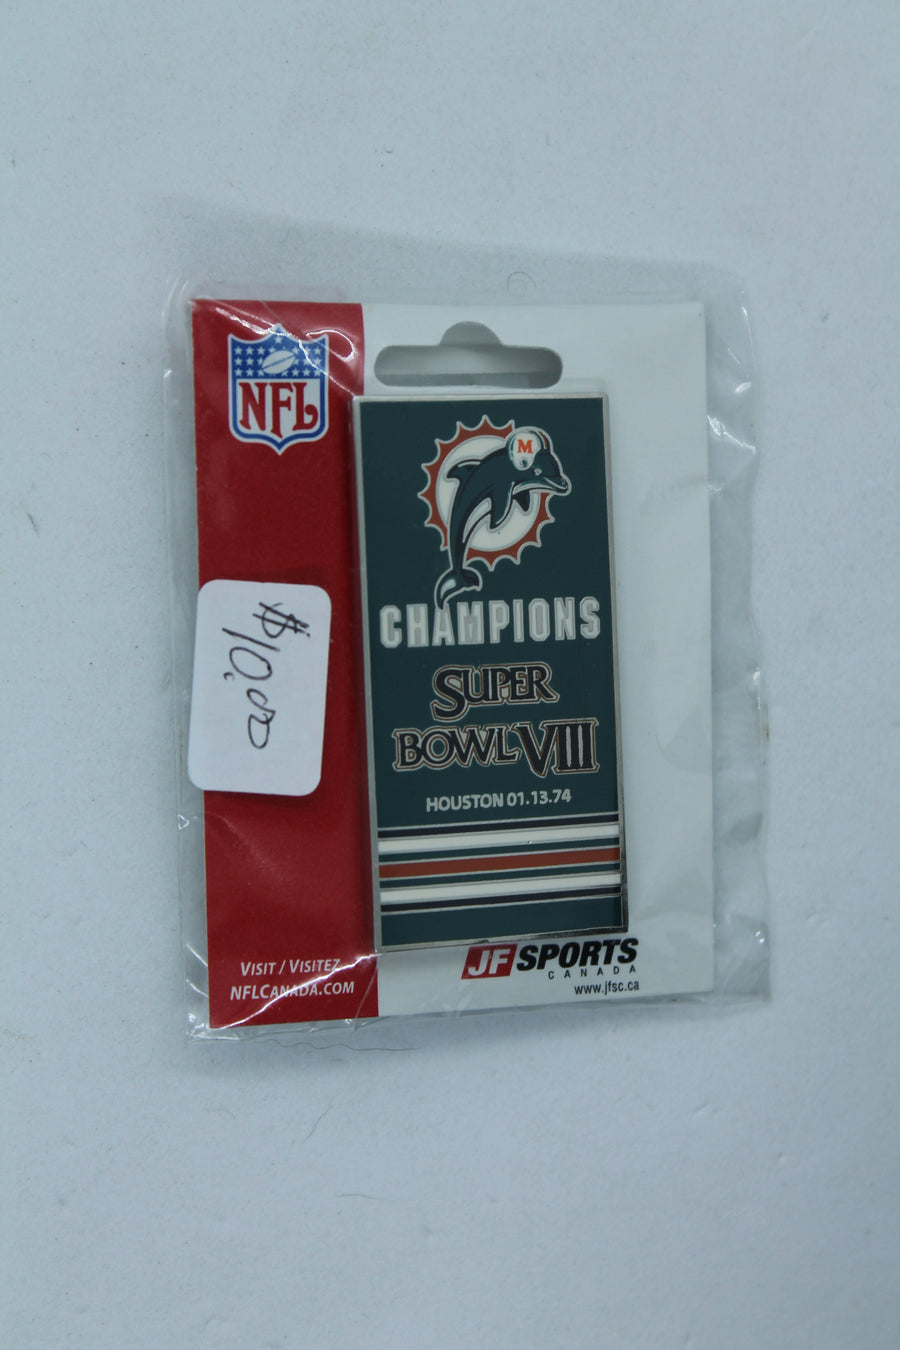 NFL
M
CHAMPIONS
SUPER
BOWL VIII
HOUSTON 01.13.74
$10.00
VISIT / VISITEZ
NFLCANADA.COM
JF SPORTS
CANADA
www.jfsc.ca